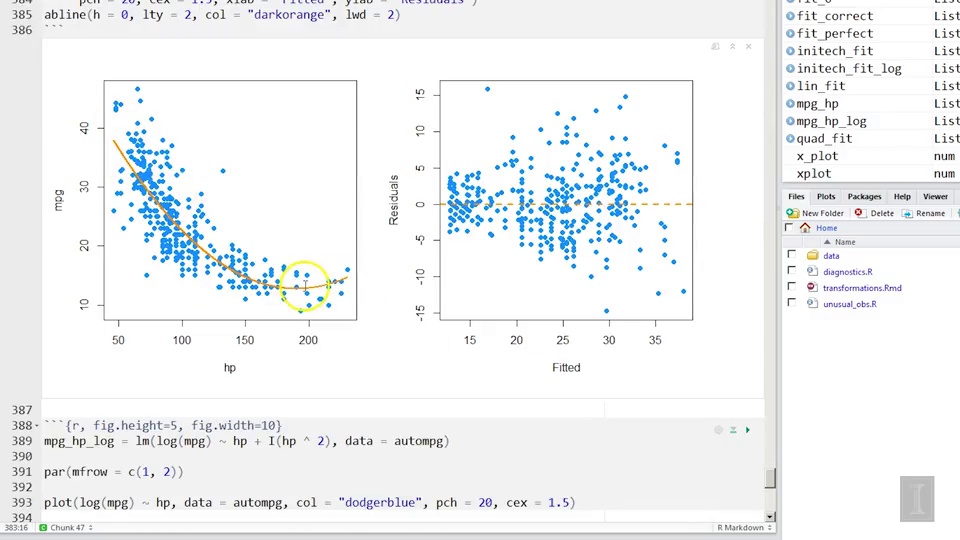 384 pch = 20, cex = 1.5, xlab = "Fitted", ylab = "Residuals")
385 abline(h = 0, lty = 2, col = "darkorange", lwd = 2)
386 ```
mpg
10 20 30 40
50 100 150 200
hp
Residuals
-15 -10 -5 0 5 10 15
15 20 25 30 35
Fitted
387
388 ```{r, fig.height=5, fig.width=10}
389 mpg_hp_log = lm(log(mpg) ~ hp + I(hp ^ 2), data = autompg)
390
391 par(mfrow = c(1, 2))
392
393 plot(log(mpg) ~ hp, data = autompg, col = "dodgerblue", pch = 20, cex = 1.5)
394
383:16 Chunk 47 R Markdown
fit_correct List
fit_perfect List
initech_fit List
initech_fit_log List
lin_fit List
mpg_hp List
mpg_hp_log List
quad_fit List
x_plot num
xplot num
Files Plots Packages Help Viewer
New Folder Delete Rename
Home
Name
data
diagnostics.R
transformations.Rmd
unusual_obs.R